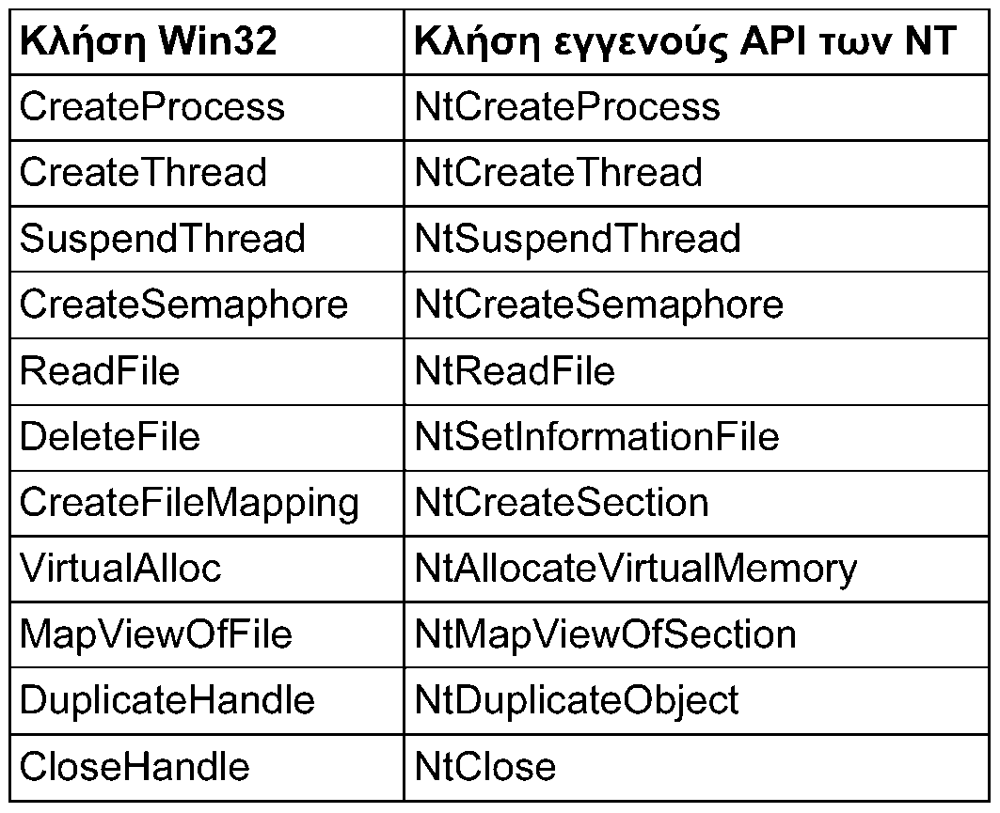 Κλήση Win32 Κλήση εγγενούς API των NT
CreateProcess NtCreateProcess
CreateThread NtCreateThread
SuspendThread NtSuspendThread
CreateSemaphore NtCreateSemaphore
ReadFile NtReadFile
DeleteFile NtSetInformationFile
CreateFileMapping NtCreateSection
VirtualAlloc NtAllocateVirtualMemory
MapViewOfFile NtMapViewOfSection
DuplicateHandle NtDuplicateObject
CloseHandle NtClose